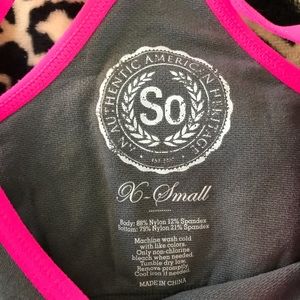 AN AUTHENTIC AMERICAN HERITAGE
So
X-Small
Body: 88% Nylon 12% Spandex
bottom: 79% Nylon 21% Spandex
Machine wash cold
with like colors.
Only non-chlorine
bleach when needed.
Tumble dry low.
Remove promptly.
Cool iron if needed.
MADE IN CHINA